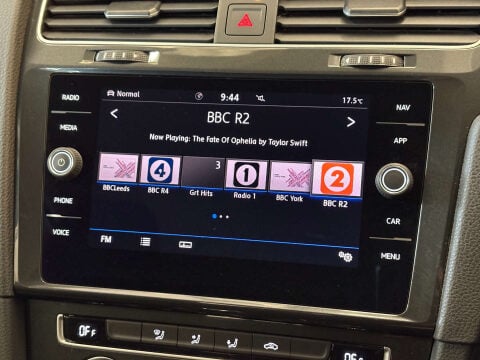 RADIO
MEDIA
PHONE
VOICE
Normal
9:44
17.5°C
BBC R2
Now Playing: The Fate Of Ophelia by Taylor Swift
4
3
1
2
BBCLeeds
BBC R4
Grt Hits
Radio 1
BBC York
BBC R2
FM
NAV
APP
CAR
MENU
OFF
OFF